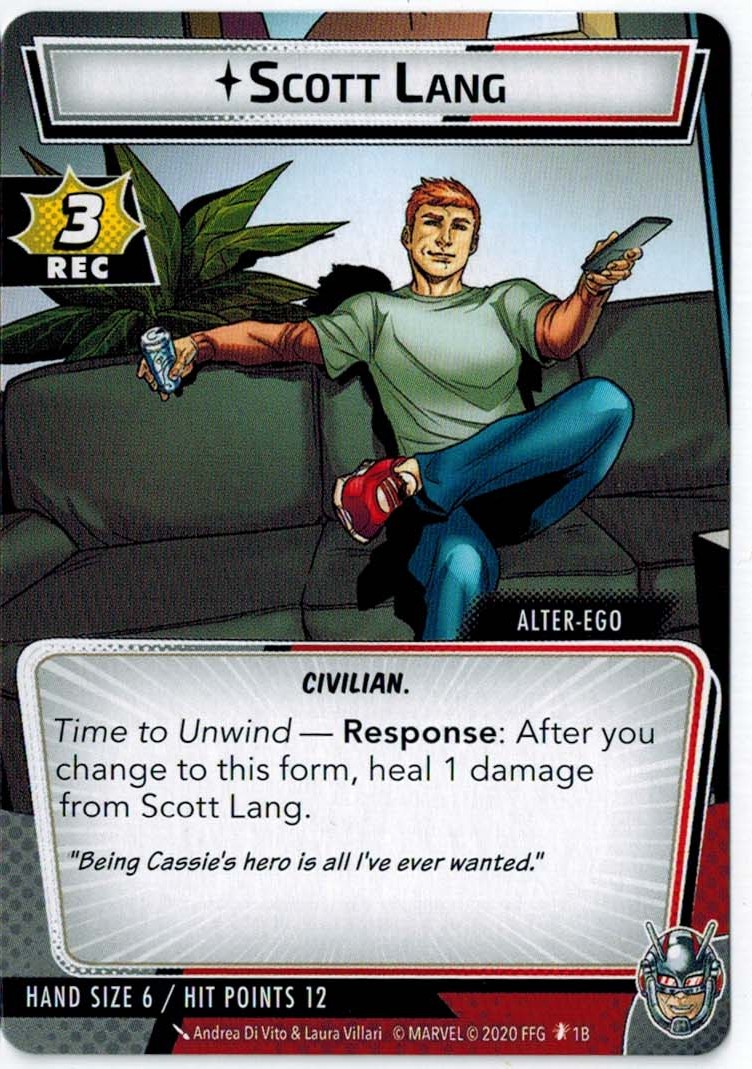 SCOTT LANG
3
REC
ALTER-EGO
CIVILIAN.
Time to Unwind — Response: After you
change to this form, heal 1 damage
from Scott Lang.
"Being Cassie's hero is all I've ever wanted."
HAND SIZE 6 / HIT POINTS 12
Andrea Di Vito & Laura Villari © MARVEL © 2020 FFG 1B